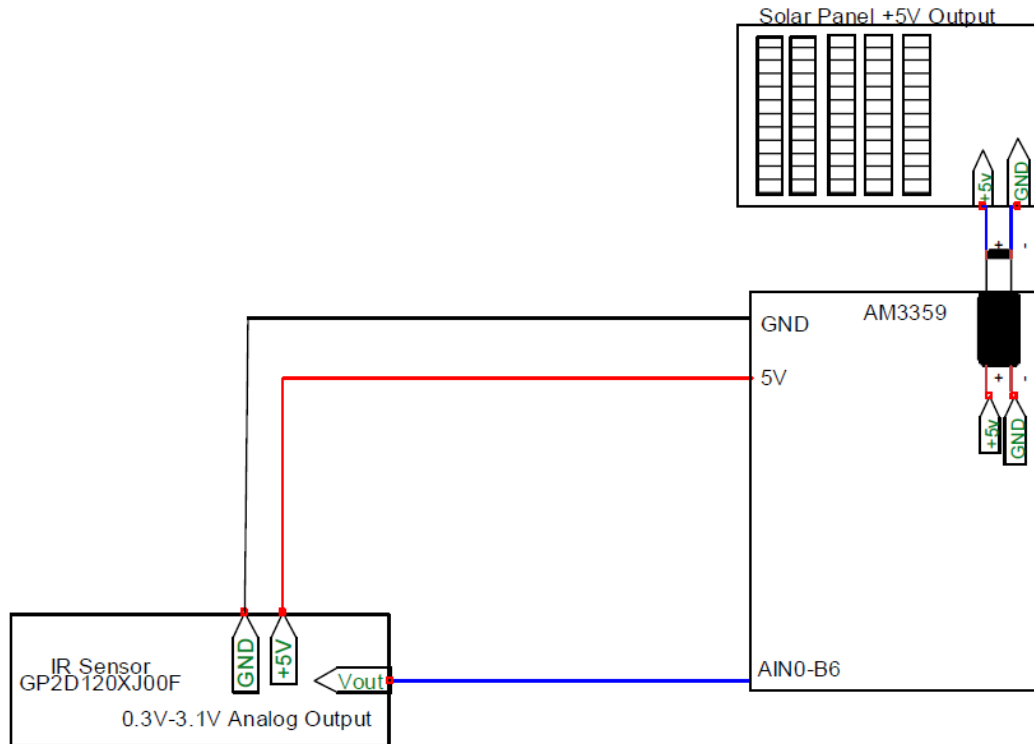 Solar Panel +5V Output
+5v
GND
+ -
GND
AM3359
5V
+ -
+5v
GND
GND
+5V
IR Sensor
GP2D120XJ00F
Vout
0.3V-3.1V Analog Output
AIN0-B6